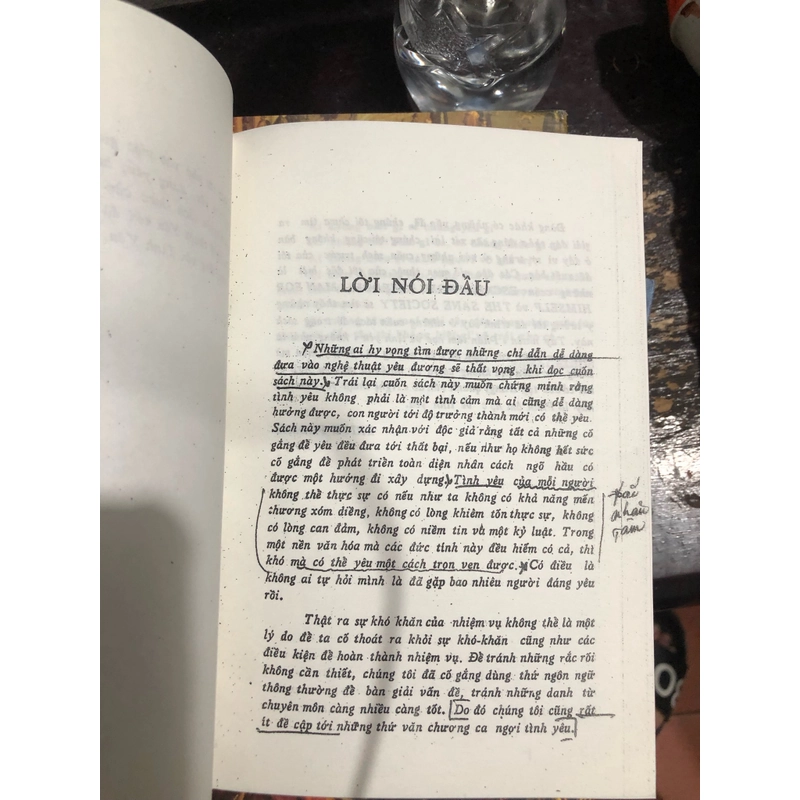 LỜI NÓI ĐẦU
Những ai hy vọng tìm được những chỉ dẫn dễ dàng
đưa vào nghệ thuật yêu đương sẽ thất vọng khi đọc cuốn
sách này. Trái lại cuốn sách này muốn chứng minh rằng
tình yêu không phải là một tình cảm mà ai cũng dễ dàng
hưởng được, con người tới độ trưởng thành mới có thể yêu.
Sách này muốn xác nhận với độc giả rằng tất cả những cố
gắng để yêu đều đưa tới thất bại, nếu như họ không hết sức
cố gắng để phát triển toàn diện nhân cách ngõ hầu có
được một hướng đi xây dựng. Tình yêu của mỗi người
không thể thực sự có nếu như ta không có khả năng mến
thương xóm diềng, không có lòng khiêm tốn thực sự, không
có lòng can đảm, không có niềm tin và một kỷ luật. Trong
một nền văn hóa mà các đức tính này đều hiếm có cả, thì
khó mà có thể yêu một cách trọn vẹn được. Có điều là
không ai tự hỏi mình là đã gặp bao nhiêu người đáng yêu
rồi.
Thật ra sự khó khăn của nhiệm vụ không thể là một
lý do để ta cố thoát ra khỏi sự khó-khăn cũng như các
điều kiện để hoàn thành nhiệm vụ. Để tránh những rắc rối
không cần thiết, chúng tôi đã cố gắng dùng thứ ngôn ngữ
thông thường để bàn giải vấn đề, tránh những danh từ
chuyên môn càng nhiều càng tốt. Do đó chúng tôi cũng rất
ít đề cập tới những thứ văn chương ca ngợi tình yêu.
nhân
tâm